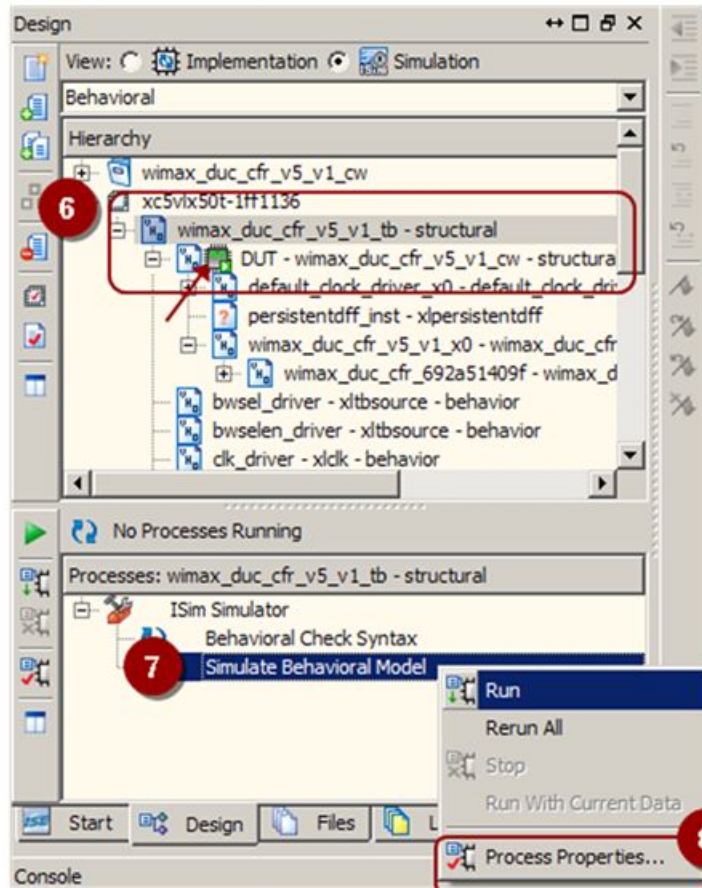 Design
View: Implementation Simulation
Behavioral
Hierarchy
wimax_duc_cfr_v5_v1_cw
6
xc5vlx50t-1ff1136
wimax_duc_cfr_v5_v1_tb - structural
DUT - wimax_duc_cfr_v5_v1_cw - structura
default_clock_driver_x0 - default_clock_dri
persistentdff_inst - xlpersistentdff
wimax_duc_cfr_v5_v1_x0 - wimax_duc_cfr
wimax_duc_cfr_692a51409f - wimax_d
bwsel_driver - xltbsource - behavior
bwselen_driver - xltbsource - behavior
clk_driver - xlclk - behavior
No Processes Running
Processes: wimax_duc_cfr_v5_v1_tb - structural
ISim Simulator
Behavioral Check Syntax
7 Simulate Behavioral Model
Run
Rerun All
Stop
Run With Current Data
8
Process Properties...
ISE Start Design Files L
Console